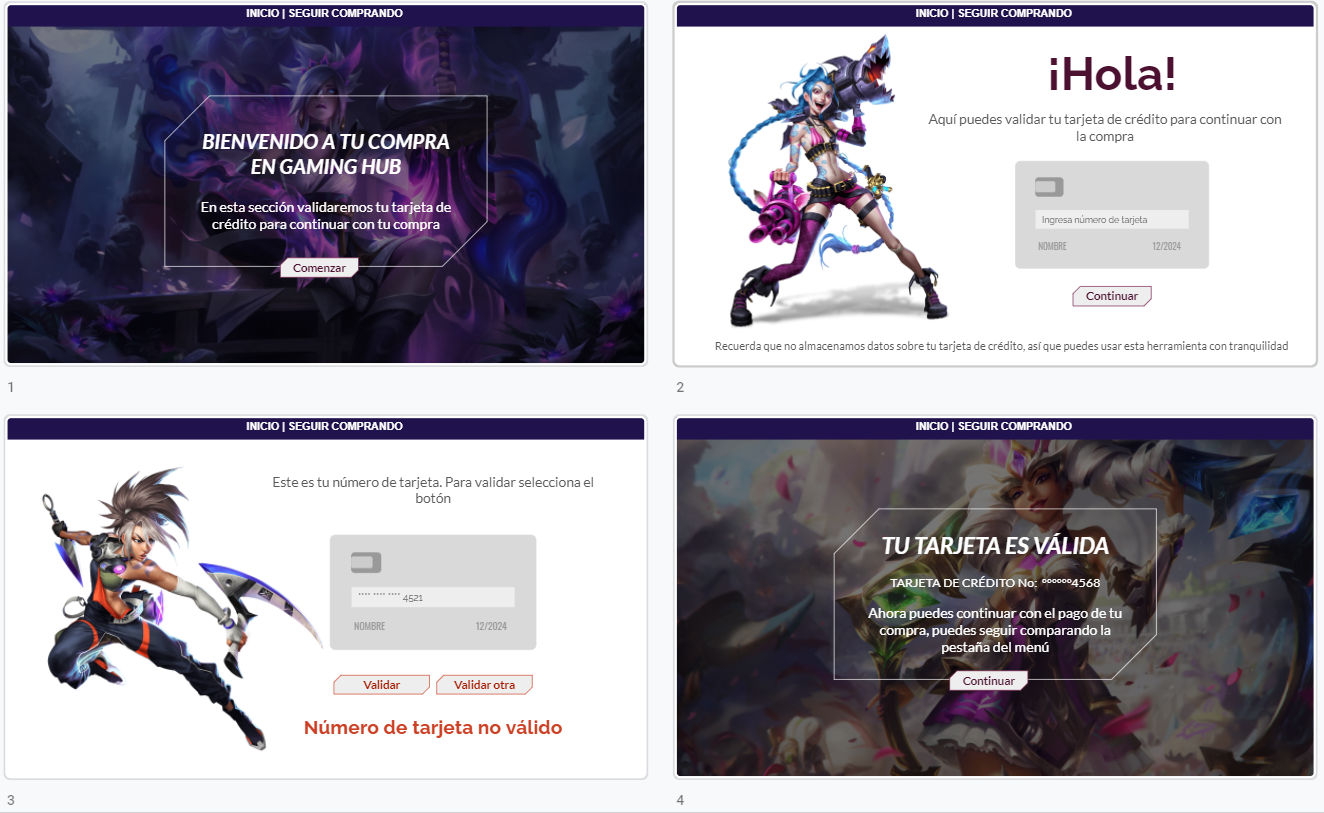 INICIO | SEGUIR COMPRANDO
BIENVENIDO A TU COMPRA
EN GAMING HUB
En esta sección validaremos tu tarjeta de
crédito para continuar con tu compra
Comenzar
1
INICIO | SEGUIR COMPRANDO
¡Hola!
Aquí puedes validar tu tarjeta de crédito para continuar con
la compra
Ingresa número de tarjeta
NOMBRE 12/2024
Continuar
Recuerda que no almacenamos datos sobre tu tarjeta de crédito, así que puedes usar esta herramienta con tranquilidad
2
INICIO | SEGUIR COMPRANDO
Este es tu número de tarjeta. Para validar selecciona el
botón
**** **** **** 4521
NOMBRE 12/2024
Validar Validar otra
Número de tarjeta no válido
3
INICIO | SEGUIR COMPRANDO
TU TARJETA ES VÁLIDA
TARJETA DE CRÉDITO No: °°°°°°4568
Ahora puedes continuar con el pago de tu
compra, puedes seguir comparando la
pestaña del menú
Continuar
4